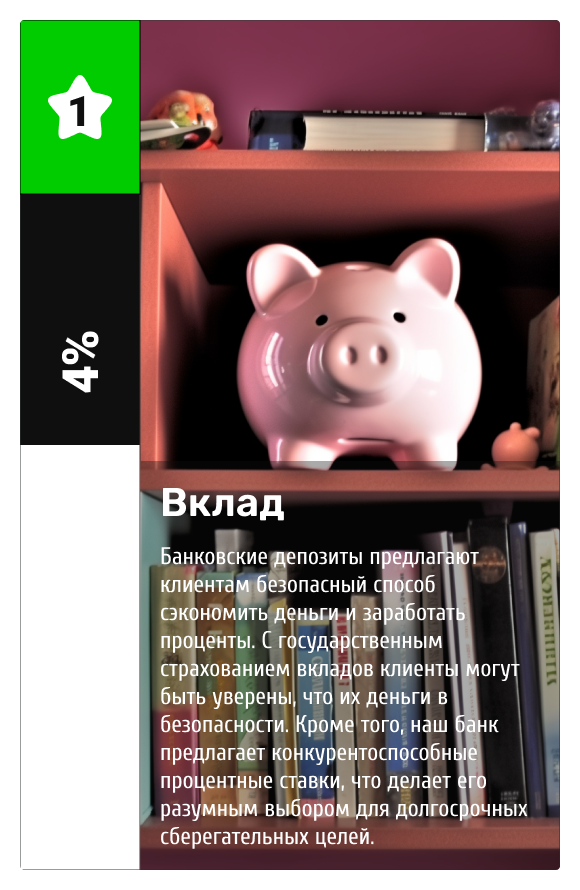 1
4%
Вклад
Банковские депозиты предлагают
клиентам безопасный способ
сэкономить деньги и заработать
проценты. С государственным
страхованием вкладов клиенты могут
быть уверены, что их деньги в
безопасности. Кроме того, наш банк
предлагает конкурентоспособные
процентные ставки, что делает его
разумным выбором для долгосрочных
сберегательных целей.